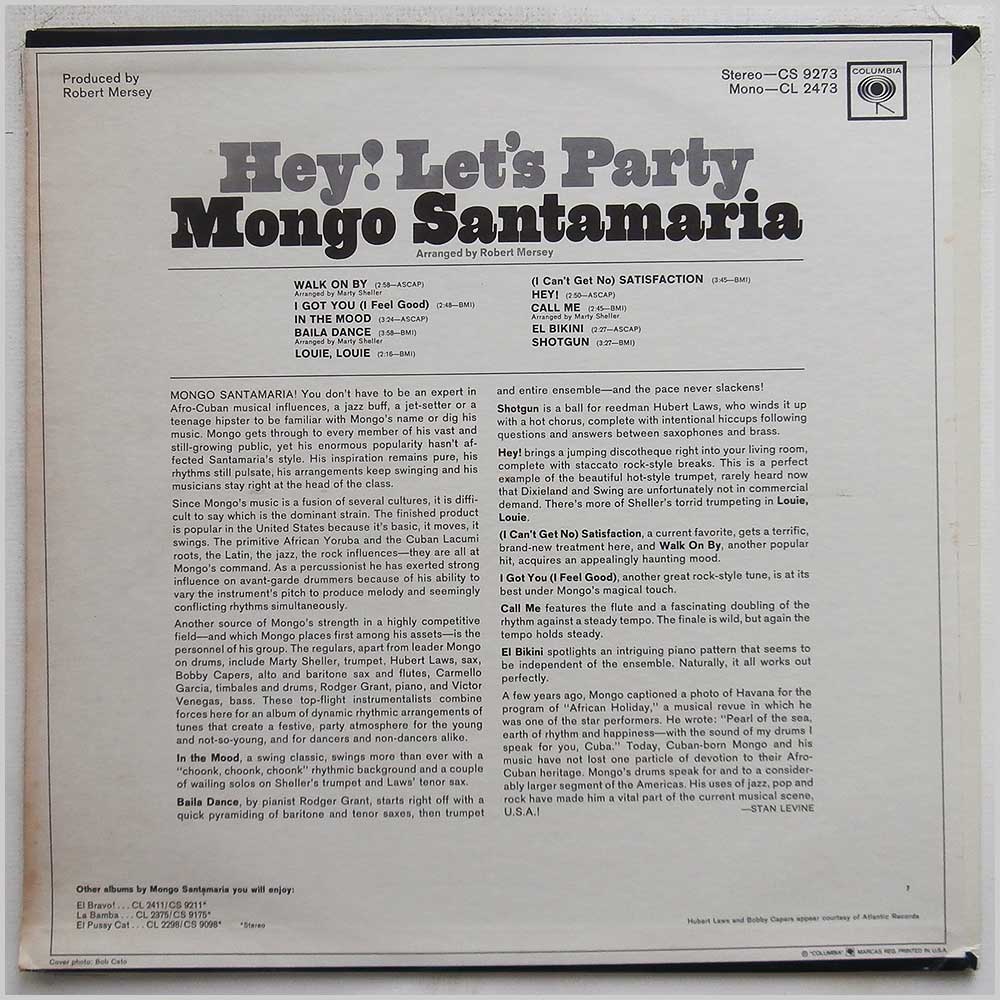 Produced by
Robert Mersey
Stereo—CS 9273
Mono—CL 2473
COLUMBIA
Hey! Let's Party
Mongo Santamaria
Arranged by Robert Mersey
WALK ON BY (2:58—ASCAP)
Arranged by Marty Sheller
I GOT YOU (I Feel Good) (2:48—BMI)
IN THE MOOD (3:24—ASCAP)
BAILA DANCE (3:58—BMI)
Arranged by Marty Sheller
LOUIE, LOUIE (2:16—BMI)
(I Can't Get No) SATISFACTION (3:45—BMI)
HEY! (2:50—ASCAP)
CALL ME (2:45—BMI)
Arranged by Marty Sheller
EL BIKINI (2:27—ASCAP)
SHOTGUN (3:27—BMI)
MONGO SANTAMARIA! You don't have to be an expert in
Afro-Cuban musical influences, a jazz buff, a jet-setter or a
teenage hipster to be familiar with Mongo's name or dig his
music. Mongo gets through to every member of his vast and
still-growing public, yet his enormous popularity hasn't af-
fected Santamaria's style. His inspiration remains pure, his
rhythms still pulsate, his arrangements keep swinging and his
musicians stay right at the head of the class.
Since Mongo's music is a fusion of several cultures, it is diffi-
cult to say which is the dominant strain. The finished product
is popular in the United States because it's basic, it moves, it
swings. The primitive African Yoruba and the Cuban Lacumi
roots, the Latin, the jazz, the rock influences—they are all at
Mongo's command. As a percussionist he has exerted strong
influence on avant-garde drummers because of his ability to
vary the instrument's pitch to produce melody and seemingly
conflicting rhythms simultaneously.
Another source of Mongo's strength in a highly competitive
field—and which Mongo places first among his assets—is the
personnel of his group. The regulars, apart from leader Mongo
on drums, include Marty Sheller, trumpet, Hubert Laws, sax,
Bobby Capers, alto and baritone sax and flutes, Carmello
Garcia, timbales and drums, Rodger Grant, piano, and Victor
Venegas, bass. These top-flight instrumentalists combine
forces here for an album of dynamic rhythmic arrangements of
tunes that create a festive, party atmosphere for the young
and not-so-young, and for dancers and non-dancers alike.
In the Mood, a swing classic, swings more than ever with a
"choonk, choonk, choonk" rhythmic background and a couple
of wailing solos on Sheller's trumpet and Laws' tenor sax.
Baila Dance, by pianist Rodger Grant, starts right off with a
quick pyramiding of baritone and tenor saxes, then trumpet
and entire ensemble—and the pace never slackens!
Shotgun is a ball for reedman Hubert Laws, who winds it up
with a hot chorus, complete with intentional hiccups following
questions and answers between saxophones and brass.
Hey! brings a jumping discotheque right into your living room,
complete with staccato rock-style breaks. This is a perfect
example of the beautiful hot-style trumpet, rarely heard now
that Dixieland and Swing are unfortunately not in commercial
demand. There's more of Sheller's torrid trumpeting in Louie,
Louie.
(I Can't Get No) Satisfaction, a current favorite, gets a terrific,
brand-new treatment here, and Walk On By, another popular
hit, acquires an appealingly haunting mood.
I Got You (I Feel Good), another great rock-style tune, is at its
best under Mongo's magical touch.
Call Me features the flute and a fascinating doubling of the
rhythm against a steady tempo. The finale is wild, but again the
tempo holds steady.
El Bikini spotlights an intriguing piano pattern that seems to
be independent of the ensemble. Naturally, it all works out
perfectly.
A few years ago, Mongo captioned a photo of Havana for the
program of "African Holiday," a musical revue in which he
was one of the star performers. He wrote: "Pearl of the sea,
earth of rhythm and happiness—with the sound of my drums I
speak for you, Cuba." Today, Cuban-born Mongo and his
music have not lost one particle of devotion to their Afro-
Cuban heritage. Mongo's drums speak for and to a consider-
ably larger segment of the Americas. His uses of jazz, pop and
rock have made him a vital part of the current musical scene,
U.S.A.!
—STAN LEVINE
Other albums by Mongo Santamaria you will enjoy:
El Bravo! . . . CL 2411/CS 9211*
La Bamba . . . CL 2375/CS 9175*
El Pussy Cat . . . CL 2298/CS 9098* *Stereo
7
Hubert Laws and Bobby Capers appear courtesy of Atlantic Records
Cover photo: Bob Cato
® "COLUMBIA" MARCAS REG. PRINTED IN U.S.A.